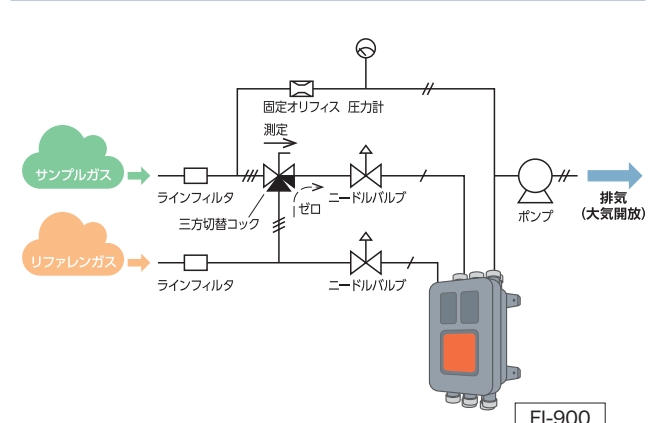 固定オリフィス
圧力計
測定
サンプルガス
ラインフィルタ
ゼロ
ニードルバルブ
三方切替コック
ポンプ
排気
(大気開放)
リファレンガス
ラインフィルタ
ニードルバルブ
FI-900